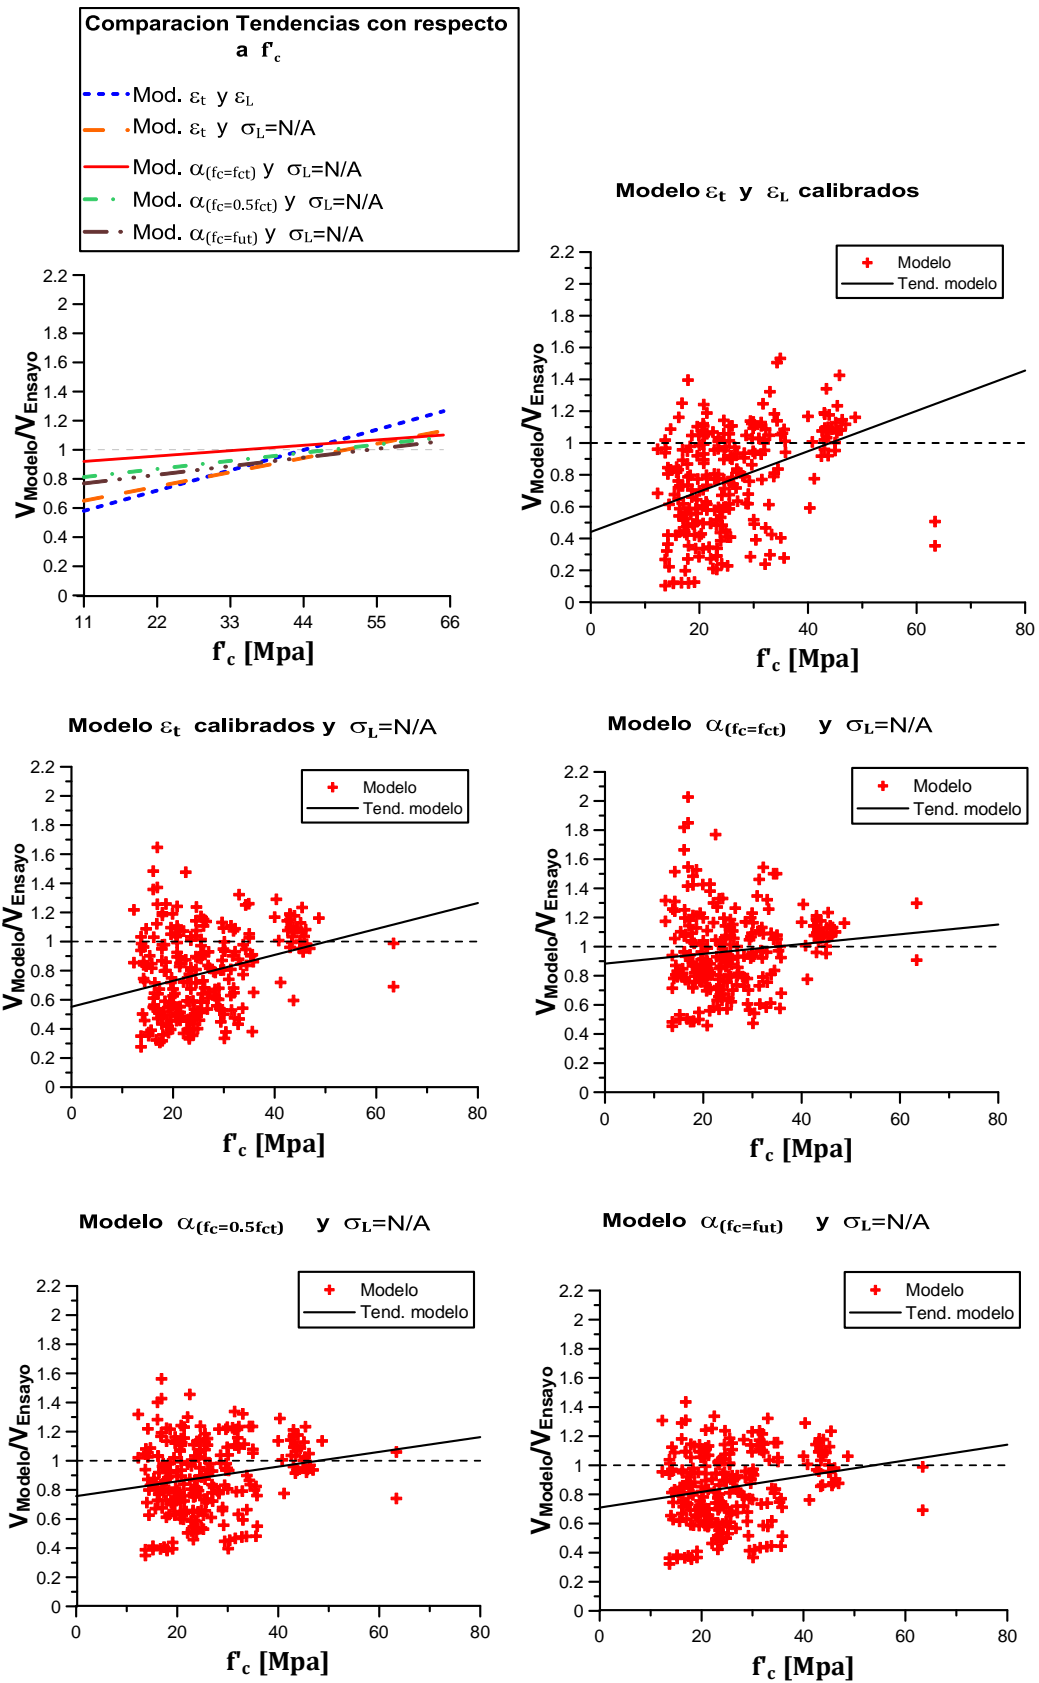 Comparacion Tendencias con respecto
a f'c
Mod. εt y εL
Mod. εt y σL=N/A
Mod. α(fc=fct) y σL=N/A
Mod. α(fc=0.5fct) y σL=N/A
Mod. α(fc=fut) y σL=N/A
2.2
2
1.8
1.6
1.4
1.2
1
0.8
0.6
0.4
0.2
0
VModelo/VEnsayo
11 22 33 44 55 66
f'c [Mpa]
Modelo εt y εL calibrados
Modelo
Tend. modelo
2.2
2
1.8
1.6
1.4
1.2
1
0.8
0.6
0.4
0.2
0
VModelo/VEnsayo
0 20 40 60 80
f'c [Mpa]
Modelo εt calibrados y σL=N/A
Modelo
Tend. modelo
2.2
2
1.8
1.6
1.4
1.2
1
0.8
0.6
0.4
0.2
0
VModelo/VEnsayo
0 20 40 60 80
f'c [Mpa]
Modelo α(fc=fct) y σL=N/A
Modelo
Tend. modelo
2.2
2
1.8
1.6
1.4
1.2
1
0.8
0.6
0.4
0.2
0
VModelo/VEnsayo
0 20 40 60 80
f'c [Mpa]
Modelo α(fc=0.5fct) y σL=N/A
Modelo
Tend. modelo
2.2
2
1.8
1.6
1.4
1.2
1
0.8
0.6
0.4
0.2
0
VModelo/VEnsayo
0 20 40 60 80
f'c [Mpa]
Modelo α(fc=fut) y σL=N/A
Modelo
Tend. modelo
2.2
2
1.8
1.6
1.4
1.2
1
0.8
0.6
0.4
0.2
0
VModelo/VEnsayo
0 20 40 60 80
f'c [Mpa]